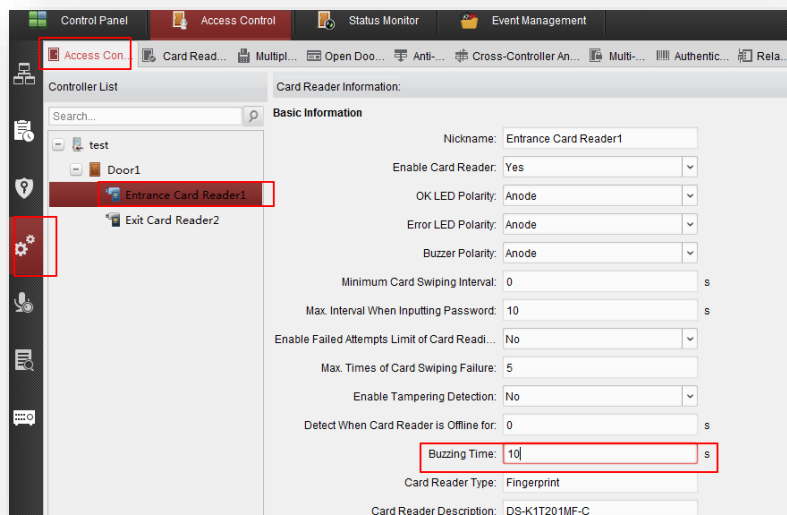 Control Panel Access Control Status Monitor Event Management
Access Con... Card Read... Multipl... Open Doo... Anti-... Cross-Controller An... Multi-... Authentic... Rela...
Controller List
Card Reader Information:
Search...
test
Door1
Entrance Card Reader1
Exit Card Reader2
Basic Information
Nickname: Entrance Card Reader1
Enable Card Reader: Yes
OK LED Polarity: Anode
Error LED Polarity: Anode
Buzzer Polarity: Anode
Minimum Card Swiping Interval: 0 s
Max. Interval When Inputting Password: 10 s
Enable Failed Attempts Limit of Card Readi... No
Max. Times of Card Swiping Failure: 5
Enable Tampering Detection: No
Detect When Card Reader is Offline for: 0 s
Buzzing Time: 10 s
Card Reader Type: Fingerprint
Card Reader Description: DS-K1T201MF-C